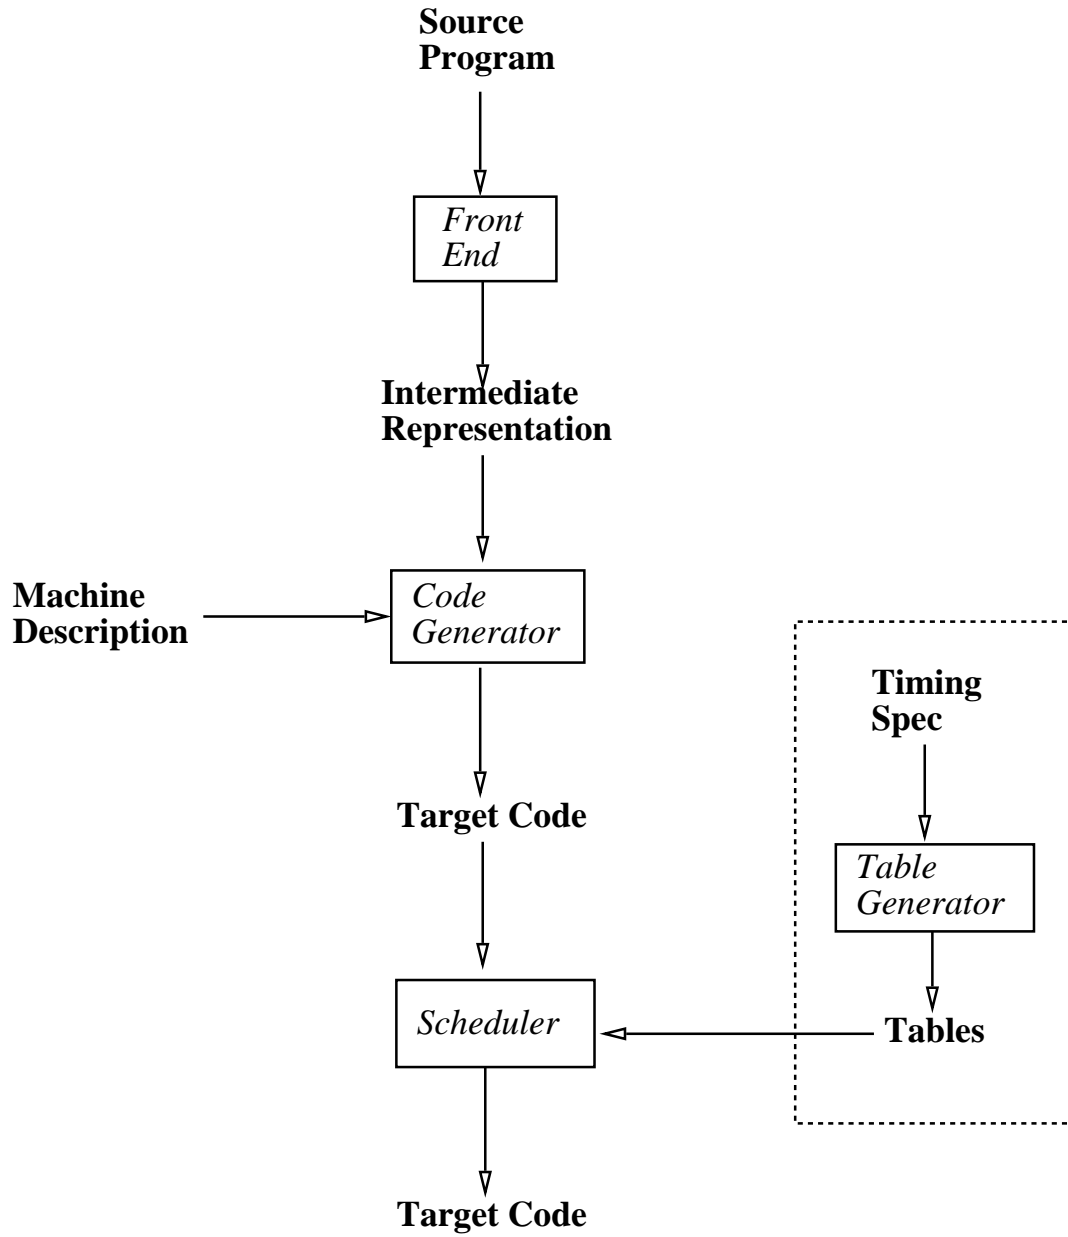 Source
Program
Front
End
Intermediate
Representation
Machine
Description
Code
Generator
Timing
Spec
Target Code
Table
Generator
Scheduler
Tables
Target Code